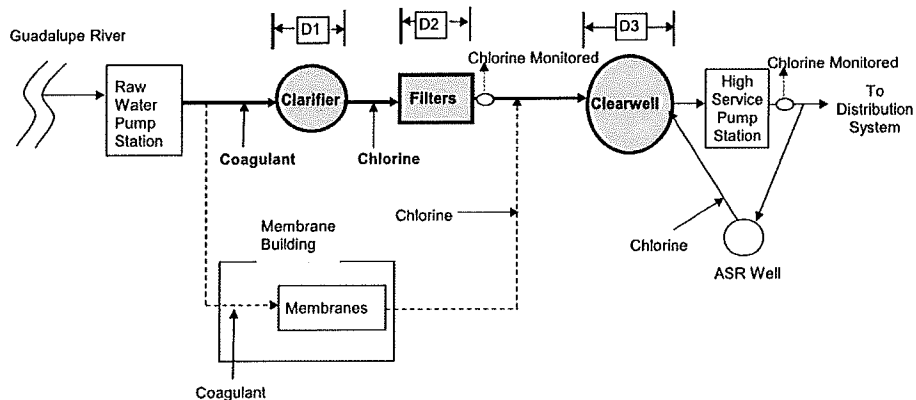 D1
D2
D3
Guadalupe River
Chlorine Monitored
Chlorine Monitored
Raw
Water
Pump
Station
Clarifier
Filters
Clearwell
High
Service
Pump
Station
To
Distribution
System
Coagulant
Chlorine
Chlorine
Chlorine
Membrane
Building
ASR Well
Membranes
Coagulant